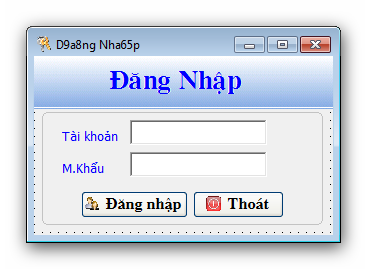 D9a8ng Nha65p
Đăng Nhập
Tài khoản
M.Khẩu
Đăng nhập Thoát